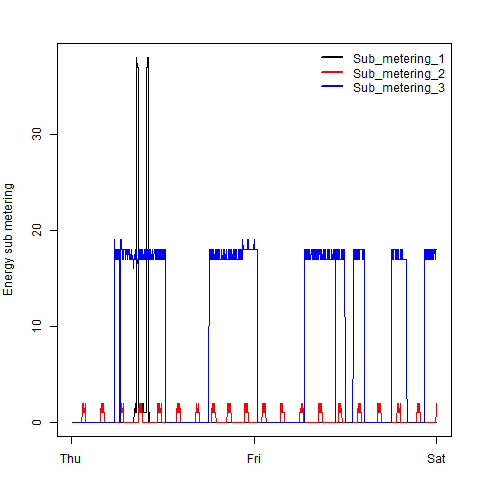 Sub_metering_1
Sub_metering_2
Sub_metering_3
Energy sub metering
30
20
10
0
Thu Fri Sat